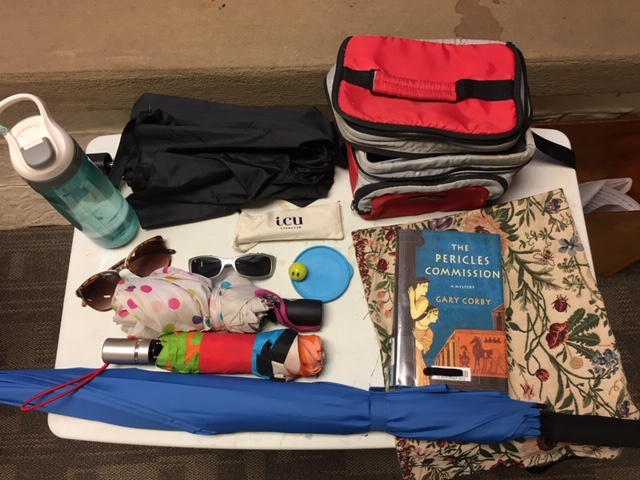 icu
EYEWEAR
THE
PERICLES
COMMISSION
A MYSTERY
GARY CORBY